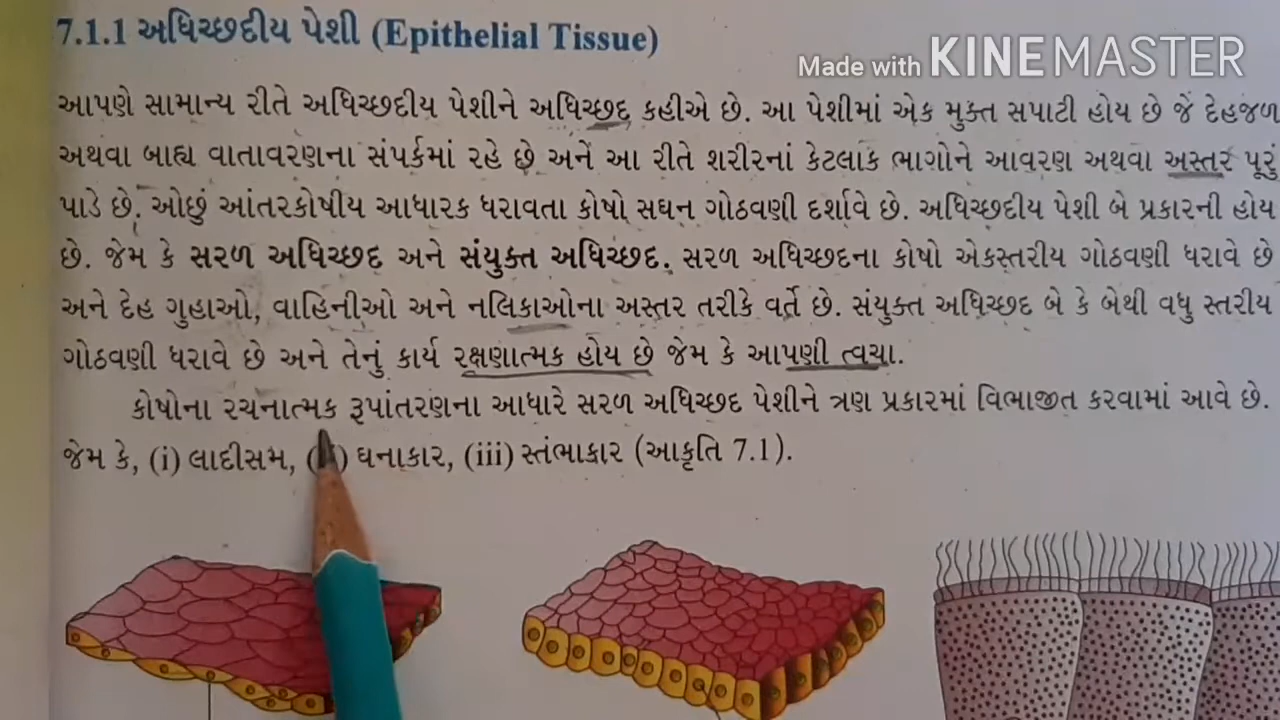 7.1.1 અધિચ્છદીય પેશી (Epithelial Tissue)
Made with KINEMASTER
આપણે સામાન્ય રીતે અધિચ્છદીય પેશીને અધિચ્છદ કહીએ છે. આ પેશીમાં એક મુક્ત સપાટી હોય છે જે દેહજળ
અથવા બાહ્ય વાતાવરણના સંપર્કમાં રહે છે અને આ રીતે શરીરનાં કેટલાક ભાગોને આવરણ અથવા અસ્તર પૂરું
પાડે છે. ઓછું આંતરકોષીય આધારક ધરાવતા કોષો સઘન ગોઠવણી દર્શાવે છે. અધિચ્છદીય પેશી બે પ્રકારની હોય
છે. જેમ કે સરળ અધિચ્છદ અને સંયુક્ત અધિચ્છદ. સરળ અધિચ્છદના કોષો એકસ્તરીય ગોઠવણી ધરાવે છે
અને દેહ ગુહાઓ, વાહિનીઓ અને નલિકાઓના અસ્તર તરીકે વર્તે છે. સંયુક્ત અધિચ્છદ બે કે બેથી વધુ સ્તરીય
ગોઠવણી ધરાવે છે અને તેનું કાર્ય રક્ષણાત્મક હોય છે જેમ કે આપણી ત્વચા.
કોષોના રચનાત્મક રૂપાંતરણના આધારે સરળ અધિચ્છદ પેશીને ત્રણ પ્રકારમાં વિભાજીત કરવામાં આવે છે.
જેમ કે, (i) લાદીસમ, ઘનાકાર, (iii) સ્તંભાકાર (આકૃતિ 7.1).